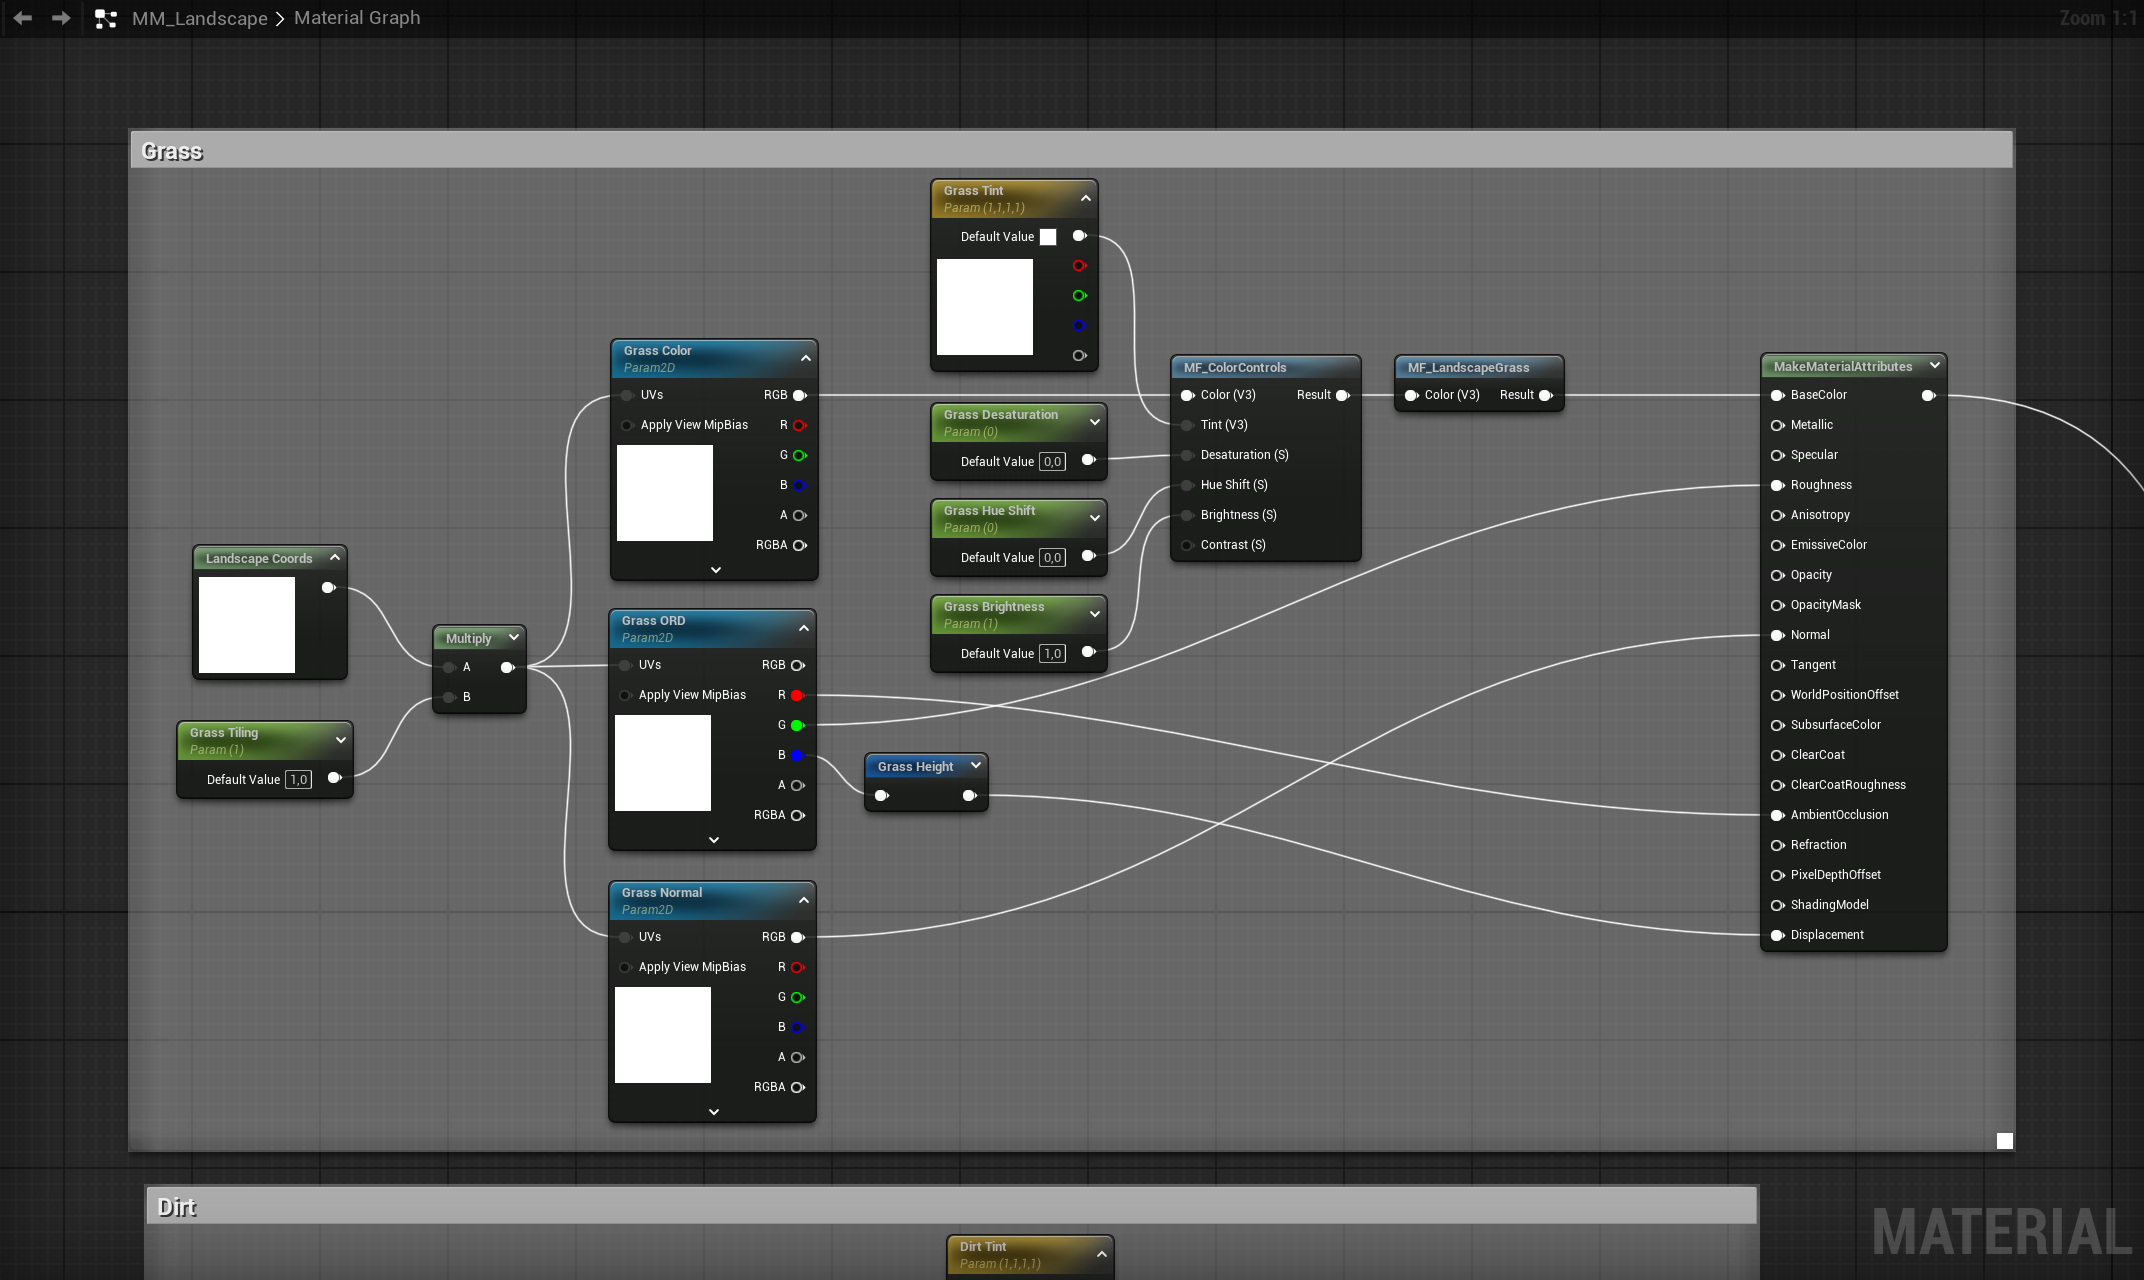 MM_Landscape > Material Graph
Zoom 1:1
Grass
Grass Tint
Param (1,1,1,1)
Default Value
Grass Color
Param2D
UVs RGB
Apply View MipBias R
G
B
A
RGBA
Grass Desaturation
Param (0)
Default Value 0,0
Grass Hue Shift
Param (0)
Default Value 0,0
Grass Brightness
Param (1)
Default Value 1,0
MF_ColorControls
Color (V3) Result
Tint (V3)
Desaturation (S)
Hue Shift (S)
Brightness (S)
Contrast (S)
MF_LandscapeGrass
Color (V3) Result
MakeMaterialAttributes
BaseColor
Metallic
Specular
Roughness
Anisotropy
EmissiveColor
Opacity
OpacityMask
Normal
Tangent
WorldPositionOffset
SubsurfaceColor
ClearCoat
ClearCoatRoughness
AmbientOcclusion
Refraction
PixelDepthOffset
ShadingModel
Displacement
Landscape Coords
Multiply
A
B
Grass Tiling
Param (1)
Default Value 1,0
Grass ORD
Param2D
UVs RGB
Apply View MipBias R
G
B
A
RGBA
Grass Height
Grass Normal
Param2D
UVs RGB
Apply View MipBias R
G
B
A
RGBA
Dirt
Dirt Tint
Param (1,1,1,1)
MATERIAL